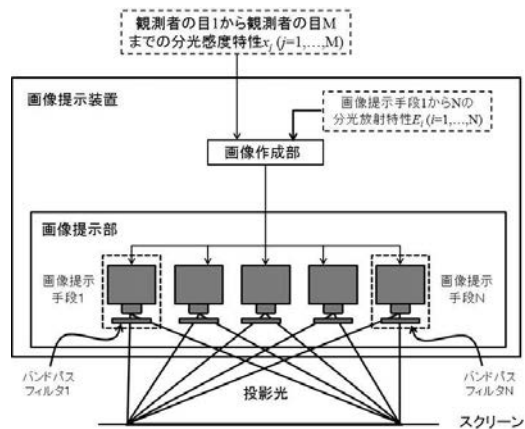 観測者の目1から観測者の目M
までの分光感度特性xj (j=1,…,M)
画像提示装置
画像提示手段1からNの
分光放射特性Ei (i=1,…,N)
画像作成部
画像提示部
画像提示
手段1
画像提示
手段N
バンドパス
フィルタ1
投影光
バンドパス
フィルタN
スクリーン